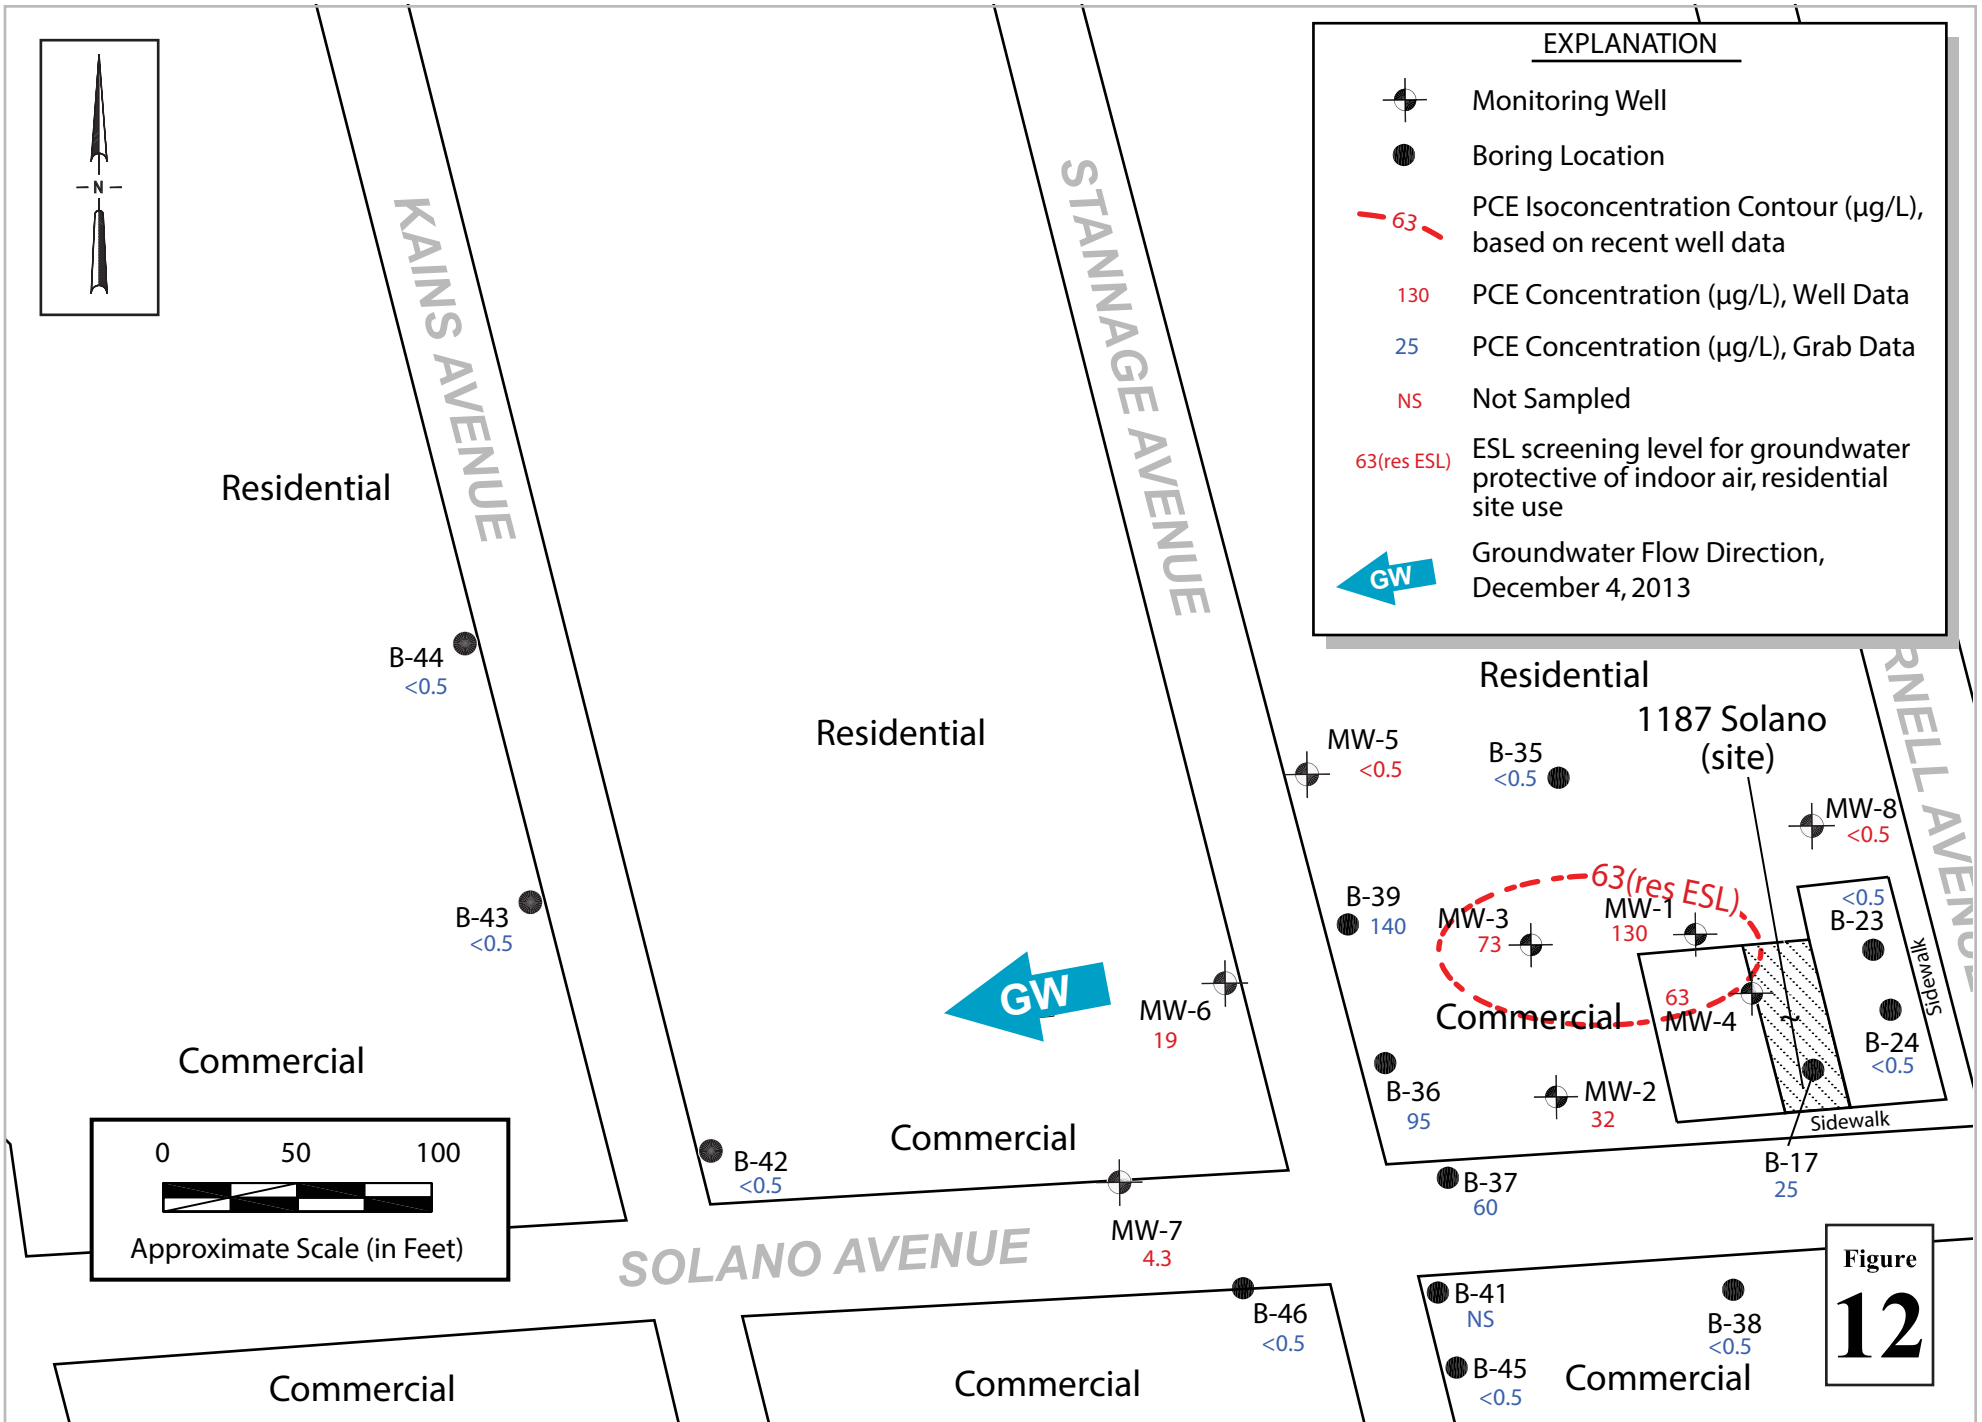 EXPLANATION
Monitoring Well
Boring Location
63
PCE Isoconcentration Contour (µg/L),
based on recent well data
130
PCE Concentration (µg/L), Well Data
25
PCE Concentration (µg/L), Grab Data
NS
Not Sampled
63(res ESL)
ESL screening level for groundwater
protective of indoor air, residential
site use
GW
Groundwater Flow Direction,
December 4, 2013
N
KAINS AVENUE
STANNAGE AVENUE
RNELL AVENUE
Residential
B-44
<0.5
Residential
Residential
1187 Solano
(site)
MW-5
<0.5
B-35
<0.5
MW-8
<0.5
B-43
<0.5
B-39
140
63(res ESL)
MW-3
73
MW-1
130
<0.5
B-23
Sidewalk
GW
MW-6
19
Commercial
63
MW-4
B-24
<0.5
Commercial
B-36
95
MW-2
32
Sidewalk
0 50 100
Approximate Scale (in Feet)
B-42
<0.5
Commercial
B-37
60
B-17
25
MW-7
4.3
SOLANO AVENUE
B-46
<0.5
B-41
NS
B-38
<0.5
B-45
<0.5
Commercial
Commercial
Commercial
Figure
12